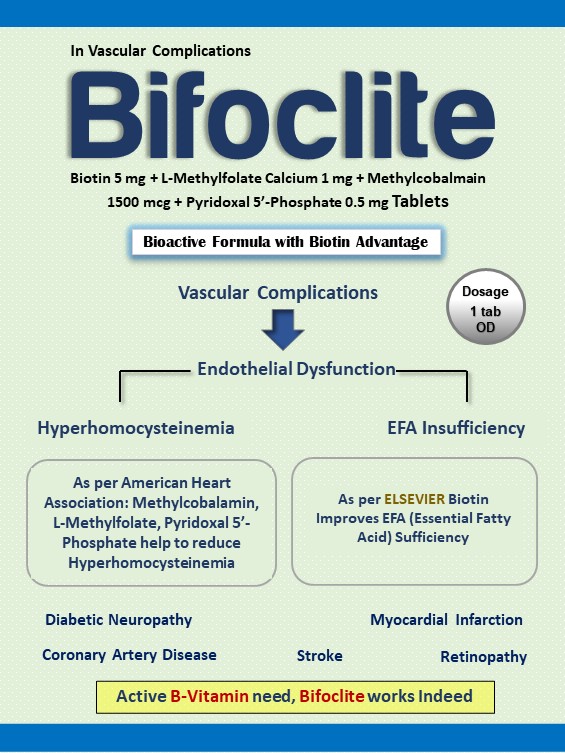 In Vascular Complications
Bifoclite
Biotin 5 mg + L-Methylfolate Calcium 1 mg + Methylcobalmain
1500 mcg + Pyridoxal 5’-Phosphate 0.5 mg Tablets
Bioactive Formula with Biotin Advantage
Vascular Complications
Dosage
1 tab
OD
Endothelial Dysfunction
Hyperhomocysteinemia
EFA Insufficiency
As per American Heart
Association: Methylcobalamin,
L-Methylfolate, Pyridoxal 5’-
Phosphate help to reduce
Hyperhomocysteinemia
As per ELSEVIER Biotin
Improves EFA (Essential Fatty
Acid) Sufficiency
Diabetic Neuropathy
Myocardial Infarction
Coronary Artery Disease
Stroke
Retinopathy
Active B-Vitamin need, Bifoclite works Indeed